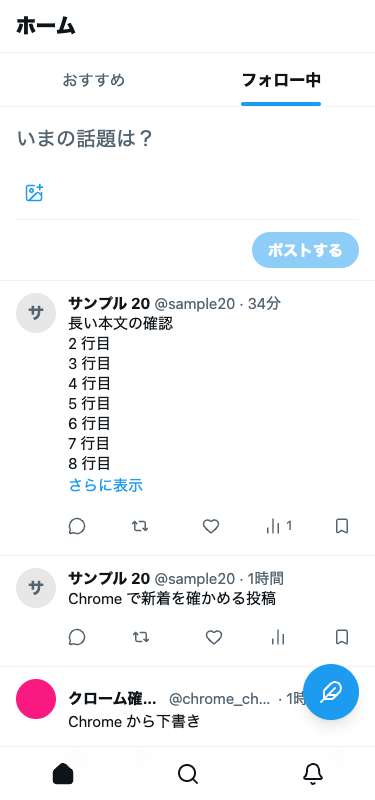 ホーム
おすすめ
フォロー中
いまの話題は？
ポストする
サ
サンプル 20 @sample20 · 34分
長い本文の確認
2 行目
3 行目
4 行目
5 行目
6 行目
7 行目
8 行目
さらに表示
1
サ
サンプル 20 @sample20 · 1時間
Chrome で新着を確かめる投稿
クローム確... @chrome_ch... · 1時
Chrome から下書き